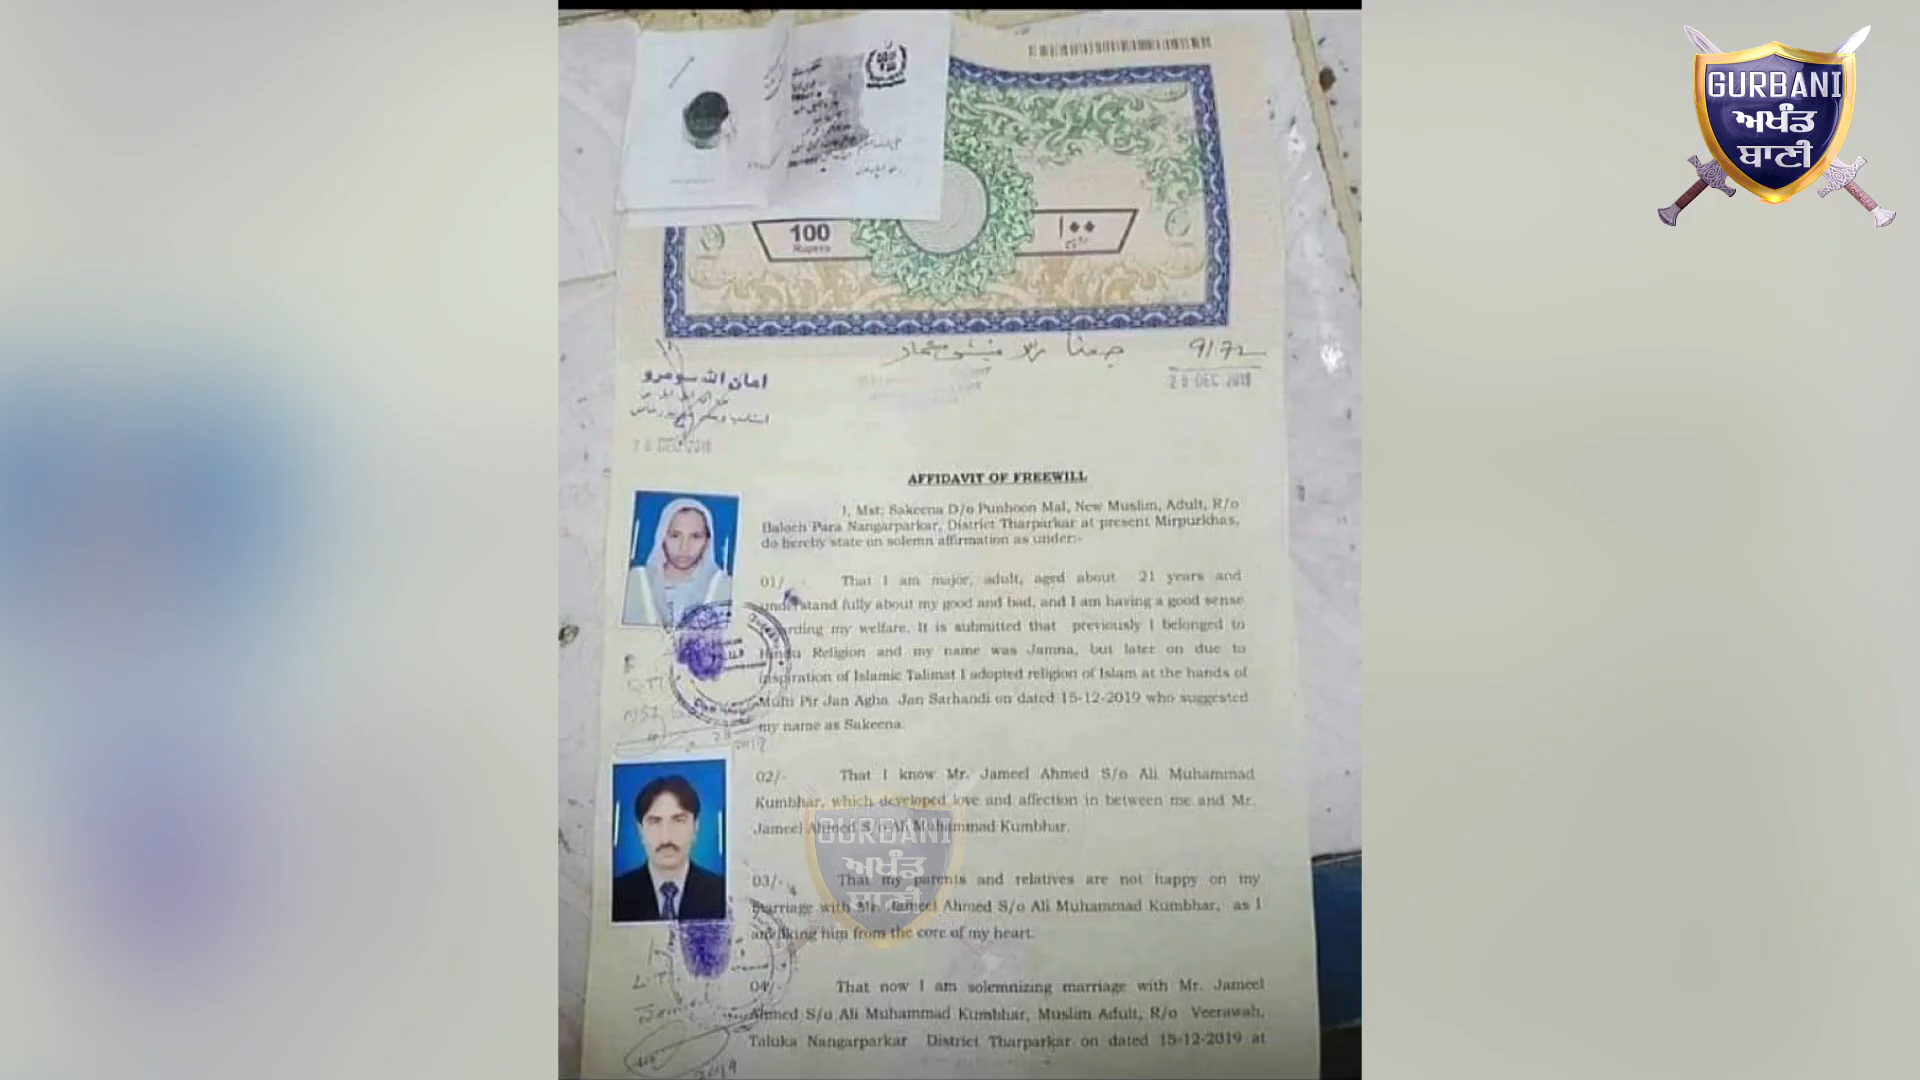 GURBANI
ਅਖੰਡ
ਬਾਣੀ
100
Rupees
۱۰۰
9172
26 DEC 2019
امان اللہ سومرو
AFFIDAVIT OF FREEWILL
I, Mst: Sakeena D/o Punhoon Mal, New Muslim, Adult, R/o
Baloch Para Nangarparkar, District Tharparkar at present Mirpurkhas,
do hereby state on solemn affirmation as under:-
01/- That I am major, adult, aged about 21 years and
understand fully about my good and bad, and I am having a good sense
regarding my welfare. It is submitted that previously I belonged to
Hindu Religion and my name was Jamna, but later on due to
inspiration of Islamic Talimat I adopted religion of Islam at the hands of
Mufti Pir Jan Agha Jan Sarhandi on dated 15-12-2019 who suggested
my name as Sakeena.
02/- That I know Mr. Jameel Ahmed S/o Ali Muhammad
Kumbhar, which developed love and affection in between me and Mr.
Jameel Ahmed S/o Ali Muhammad Kumbhar.
03/- That my parents and relatives are not happy on my
marriage with Mr. Jameel Ahmed S/o Ali Muhammad Kumbhar, as I
am liking him from the core of my heart.
04/- That now I am solemnizing marriage with Mr. Jameel
Ahmed S/o Ali Muhammad Kumbhar, Muslim Adult, R/o Veerawah,
Taluka Nangarparkar District Tharparkar on dated 15-12-2019 at
GURBANI
ਅਖੰਡ
ਬਾਣੀ